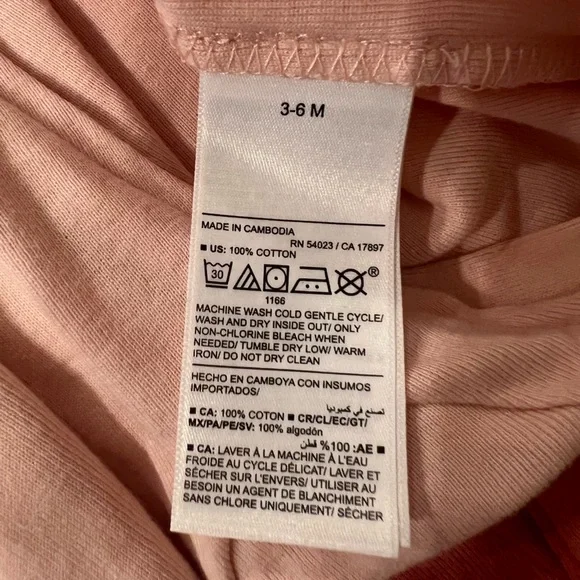 3-6 M
MADE IN CAMBODIA
RN 54023 / CA 17897
■ US: 100% COTTON
30
®
1166
MACHINE WASH COLD GENTLE CYCLE/
WASH AND DRY INSIDE OUT/ ONLY
NON-CHLORINE BLEACH WHEN
NEEDED/ TUMBLE DRY LOW/ WARM
IRON/ DO NOT DRY CLEAN
HECHO EN CAMBOYA CON INSUMOS
IMPORTADOS/
صنع في كمبوديا
■ CA: 100% COTTON ■ CR/CL/EC/GT/
MX/PA/PE/SV: 100% algodón
■ AE: 100% قطن
■ CA: LAVER À LA MACHINE À L'EAU
FROIDE AU CYCLE DÉLICAT/ LAVER ET
SÉCHER SUR L'ENVERS/ UTILISER AU
BESOIN UN AGENT DE BLANCHIMENT
SANS CHLORE UNIQUEMENT/ SÉCHER